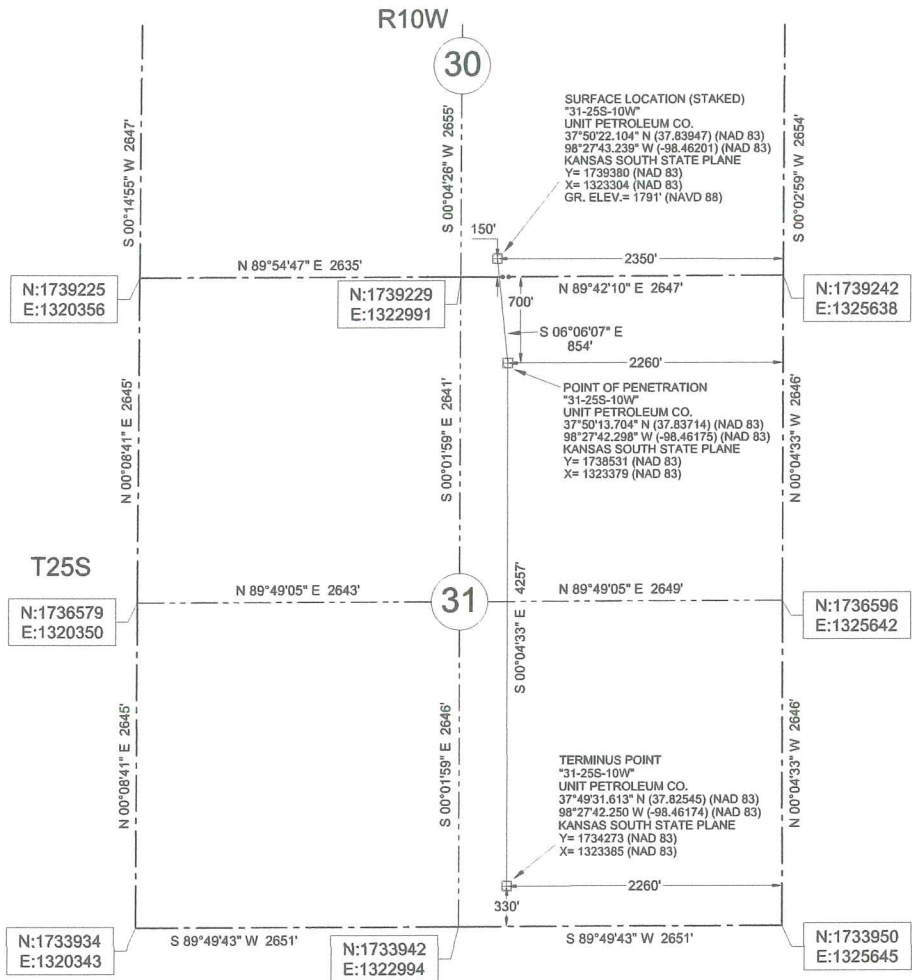 R10W
30
S 00°14'55" W 2647'
S 00°04'26" W 2655'
S 00°02'59" W 2654'
SURFACE LOCATION (STAKED)
"31-25S-10W"
UNIT PETROLEUM CO.
37°50'22.104" N (37.83947) (NAD 83)
98°27'43.239" W (-98.46201) (NAD 83)
KANSAS SOUTH STATE PLANE
Y= 1739380 (NAD 83)
X= 1323304 (NAD 83)
GR. ELEV.= 1791' (NAVD 88)
150'
2350'
N 89°54'47" E 2635'
N 89°42'10" E 2647'
N:1739225
E:1320356
N:1739229
E:1322991
N:1739242
E:1325638
700'
S 06°06'07" E
854'
2260'
POINT OF PENETRATION
"31-25S-10W"
UNIT PETROLEUM CO.
37°50'13.704" N (37.83714) (NAD 83)
98°27'42.298" W (-98.46175) (NAD 83)
KANSAS SOUTH STATE PLANE
Y= 1738531 (NAD 83)
X= 1323379 (NAD 83)
N 00°08'41" E 2645'
S 00°01'59" E 2641'
N 00°04'33" W 2646'
T25S
N 89°49'05" E 2643'
31
N 89°49'05" E 2649'
N:1736579
E:1320350
N:1736596
E:1325642
S 00°04'33" E 4257'
N 00°08'41" E 2645'
S 00°01'59" E 2646'
N 00°04'33" W 2646'
TERMINUS POINT
"31-25S-10W"
UNIT PETROLEUM CO.
37°49'31.613" N (37.82545) (NAD 83)
98°27'42.250 W (-98.46174) (NAD 83)
KANSAS SOUTH STATE PLANE
Y= 1734273 (NAD 83)
X= 1323385 (NAD 83)
2260'
330'
S 89°49'43" W 2651'
S 89°49'43" W 2651'
N:1733934
E:1320343
N:1733942
E:1322994
N:1733950
E:1325645